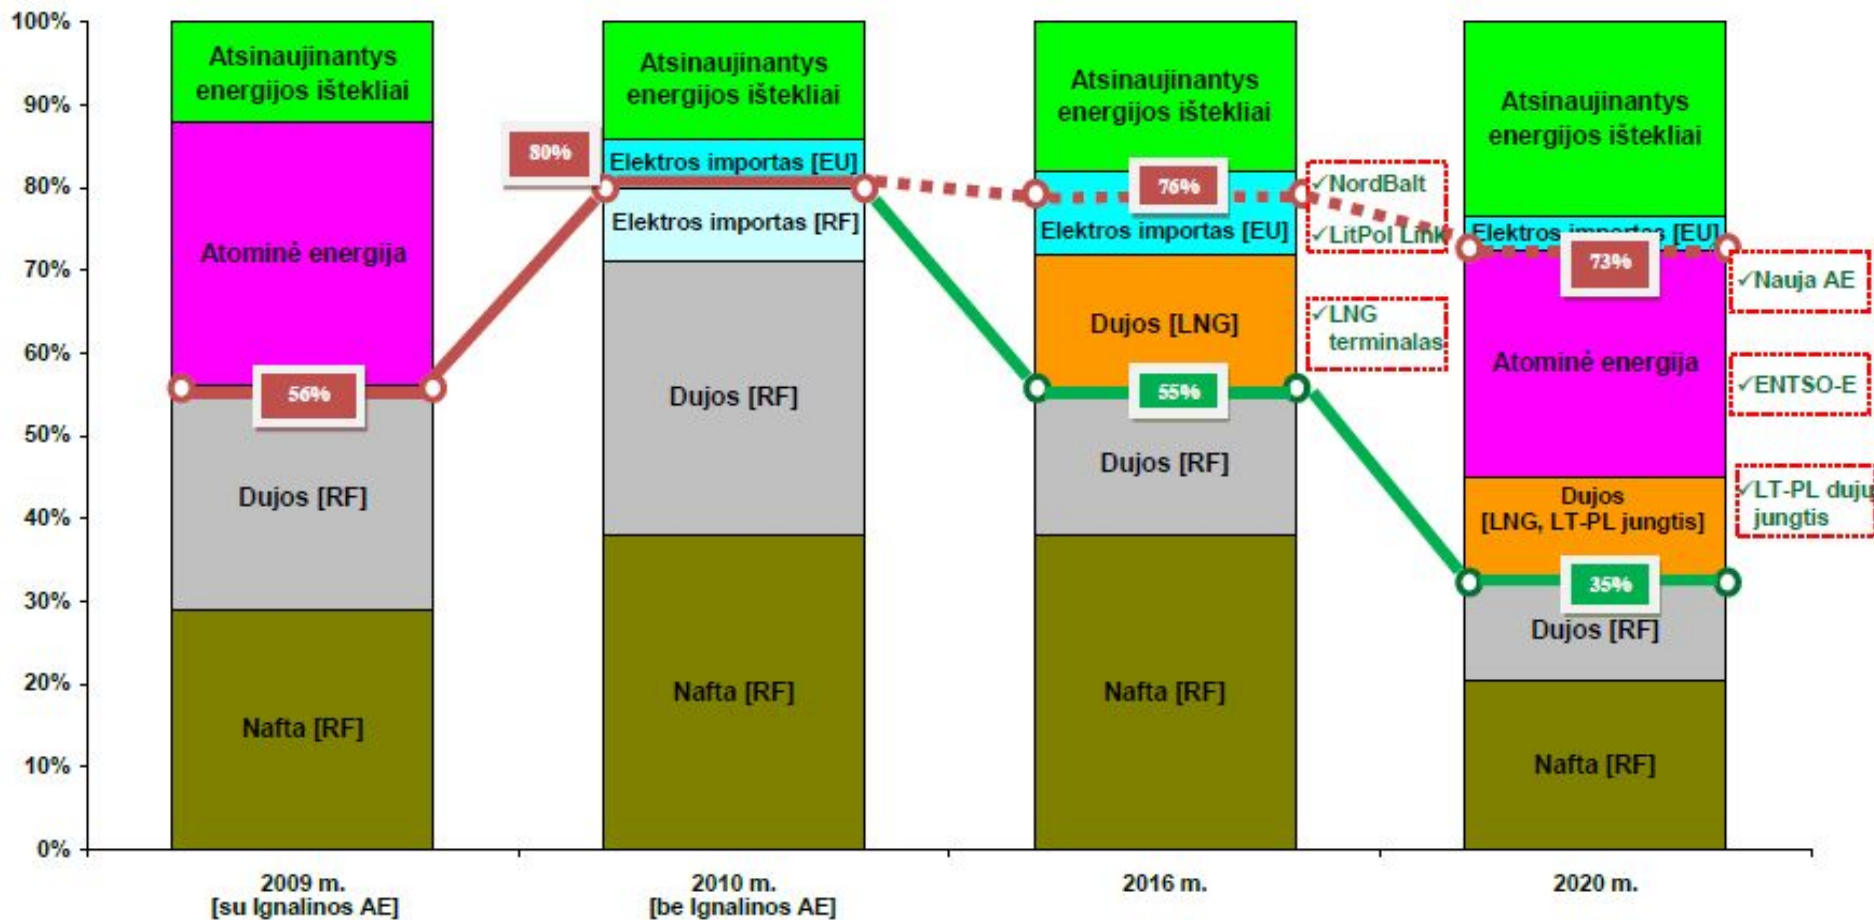 100%
90%
80%
70%
60%
50%
40%
30%
20%
10%
0%
Atsinaujinantys
energijos ištekliai
Atominė energija
56%
Dujos [RF]
Nafta [RF]
2009 m.
[su Ignalinos AE]
Atsinaujinantys
energijos ištekliai
80%
Elektros importas [EU]
Elektros importas [RF]
Dujos [RF]
Nafta [RF]
2010 m.
[be Ignalinos AE]
Atsinaujinantys
energijos ištekliai
76%
Elektros importas [EU]
Dujos [LNG]
55%
Dujos [RF]
Nafta [RF]
2016 m.
✓NordBalt
✓LitPol Link
✓LNG
terminalas
Atsinaujinantys
energijos ištekliai
Elektros importas [EU]
73%
Atominė energija
Dujos
[LNG, LT-PL jungtis]
35%
Dujos [RF]
Nafta [RF]
2020 m.
✓Nauja AE
✓ENTSO-E
✓LT-PL dujų
jungtis